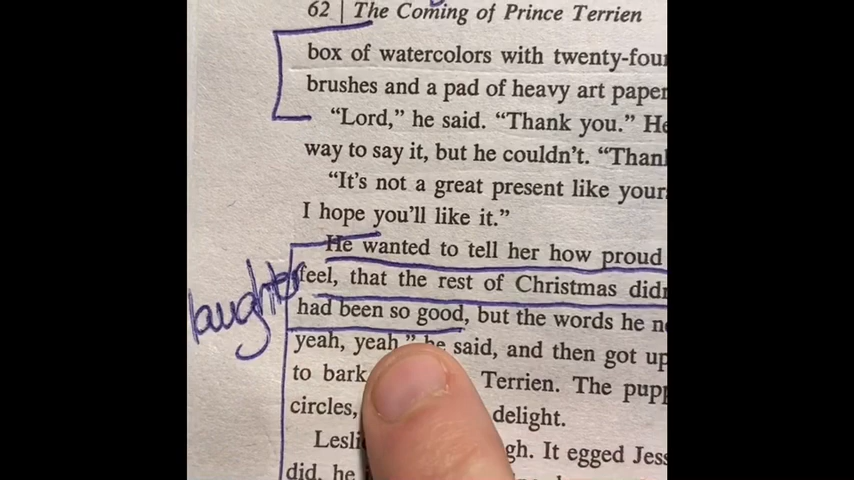 62 | The Coming of Prince Terrien
box of watercolors with twenty-four
brushes and a pad of heavy art paper
“Lord,” he said. “Thank you.” He
way to say it, but he couldn’t. “Thank
“It’s not a great present like your
I hope you’ll like it.”
He wanted to tell her how proud
laughter
feel, that the rest of Christmas didn
had been so good, but the words he
yeah, yeah,” he said, and then got up
to bark Terrien. The
circles, delight.
gh. It egged Jess
did, he